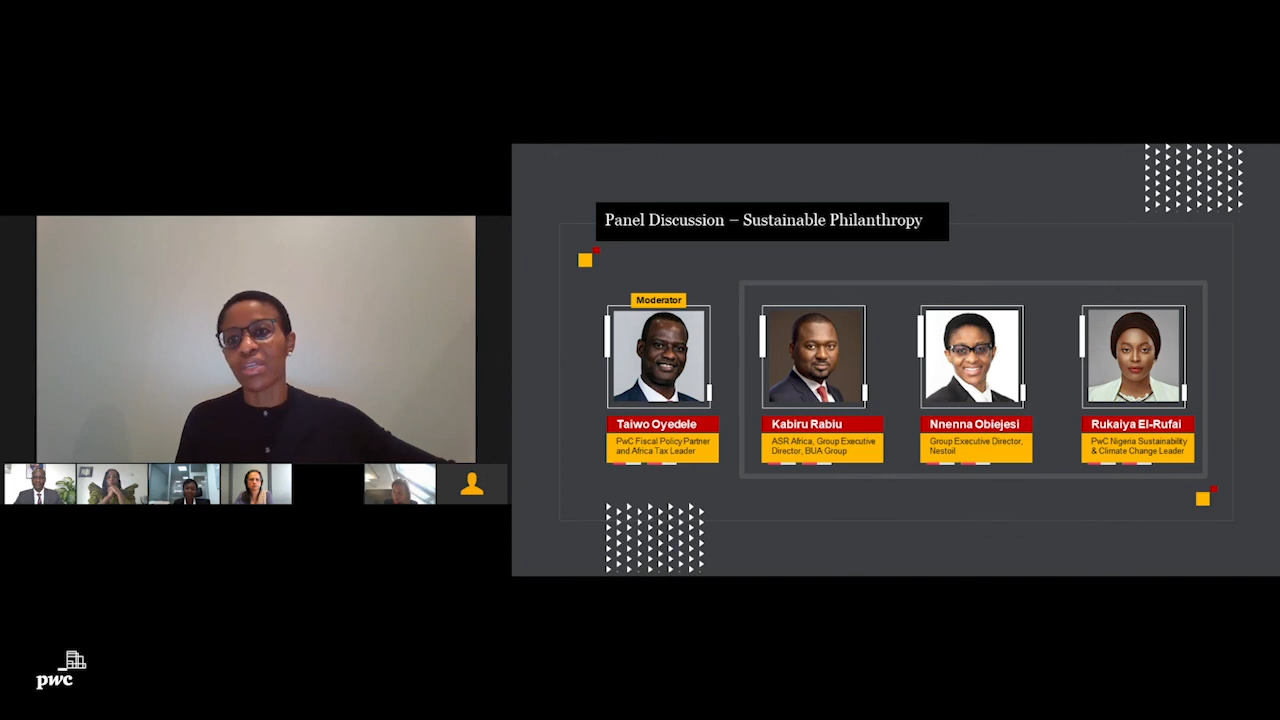 Panel Discussion – Sustainable Philanthropy
Moderator
Taiwo Oyedele
PwC Fiscal Policy Partner
and Africa Tax Leader
Kabiru Rabiu
ASR Africa, Group Executive
Director, BUA Group
Nnenna Obiejesi
Group Executive Director,
Nestoil
Rukaiya El-Rufai
PwC Nigeria Sustainability
& Climate Change Leader
pwc